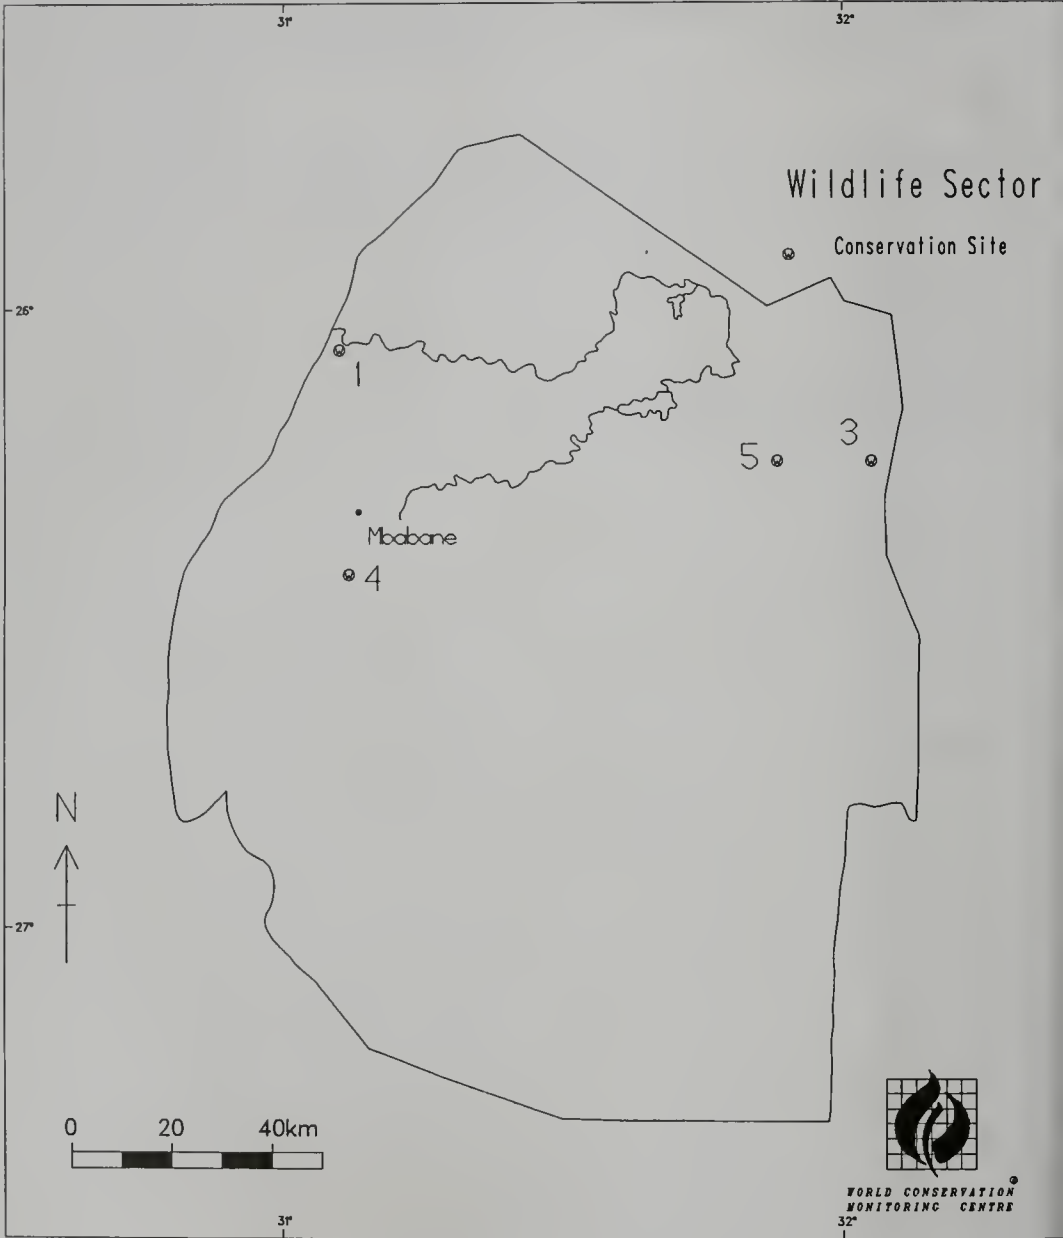 31°
32°
Wildlife Sector
Conservation Site
26°
1
3
5
Mbabane
4
N
27°
0 20 40km
WORLD CONSERVATION
MONITORING CENTRE
31°
32°